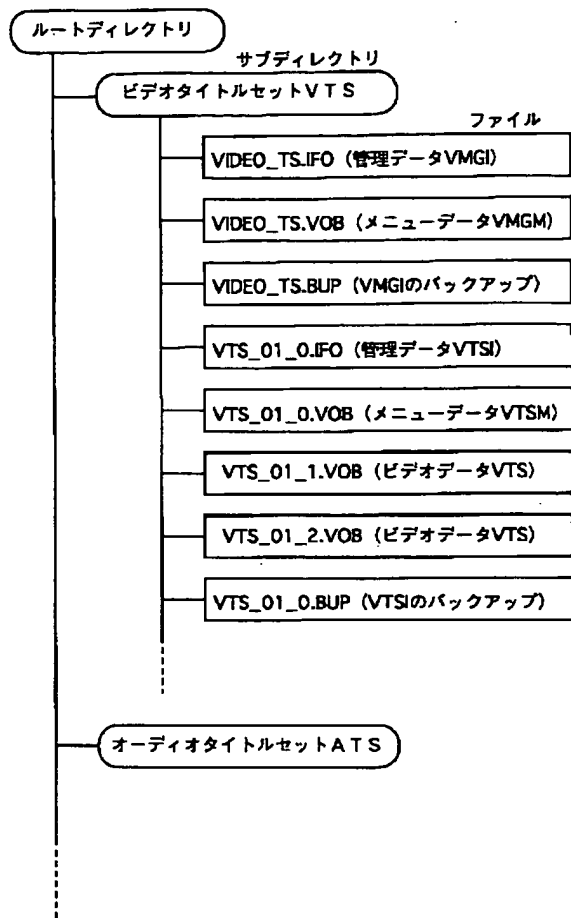 ルートディレクトリ
サブディレクトリ
ビデオタイトルセットVTS
ファイル
VIDEO_TS.IFO (管理データVMGI)
VIDEO_TS.VOB (メニューデータVMGM)
VIDEO_TS.BUP (VMGIのバックアップ)
VTS_01_0.IFO (管理データVTSI)
VTS_01_0.VOB (メニューデータVTSM)
VTS_01_1.VOB (ビデオデータVTS)
VTS_01_2.VOB (ビデオデータVTS)
VTS_01_0.BUP (VTSIのバックアップ)
オーディオタイトルセットATS